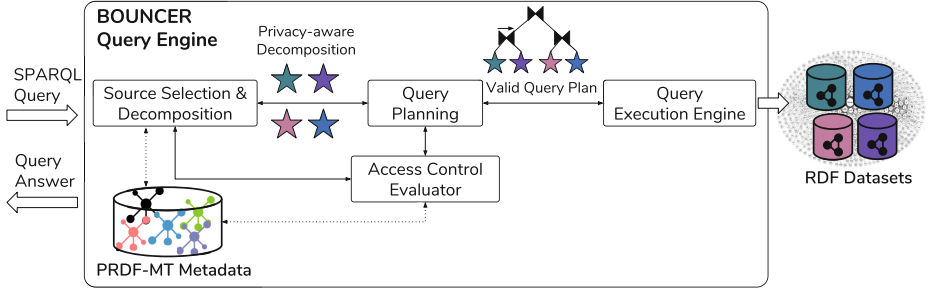 BOUNCER
Query Engine
Privacy-aware
Decomposition
SPARQL
Query
Source Selection &
Decomposition
Query
Planning
Valid Query Plan
Query
Execution Engine
Query
Answer
Access Control
Evaluator
RDF Datasets
PRDF-MT Metadata